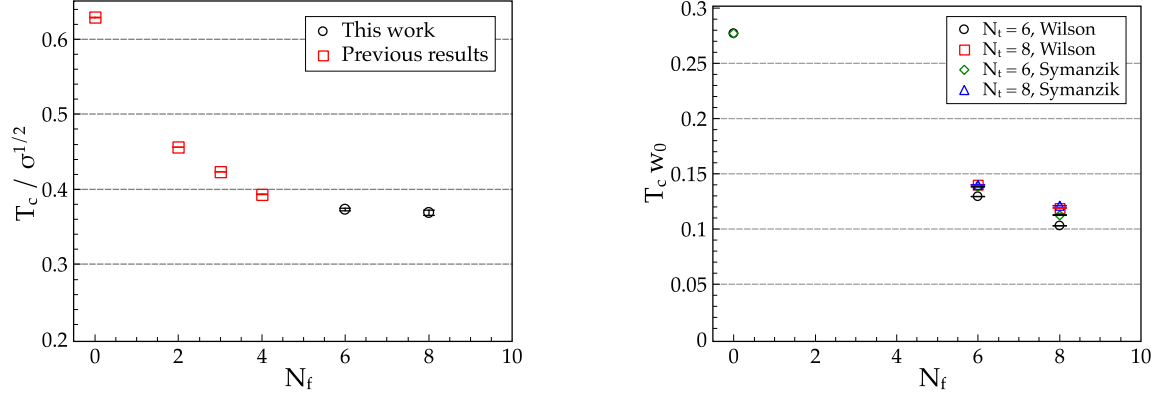 This work
Previous results
T_c / σ^{1/2}
0.6
0.5
0.4
0.3
0.2
0 2 4 6 8 10
N_f
N_t = 6, Wilson
N_t = 8, Wilson
N_t = 6, Symanzik
N_t = 8, Symanzik
T_c w_0
0.3
0.25
0.2
0.15
0.1
0.05
0
0 2 4 6 8 10
N_f